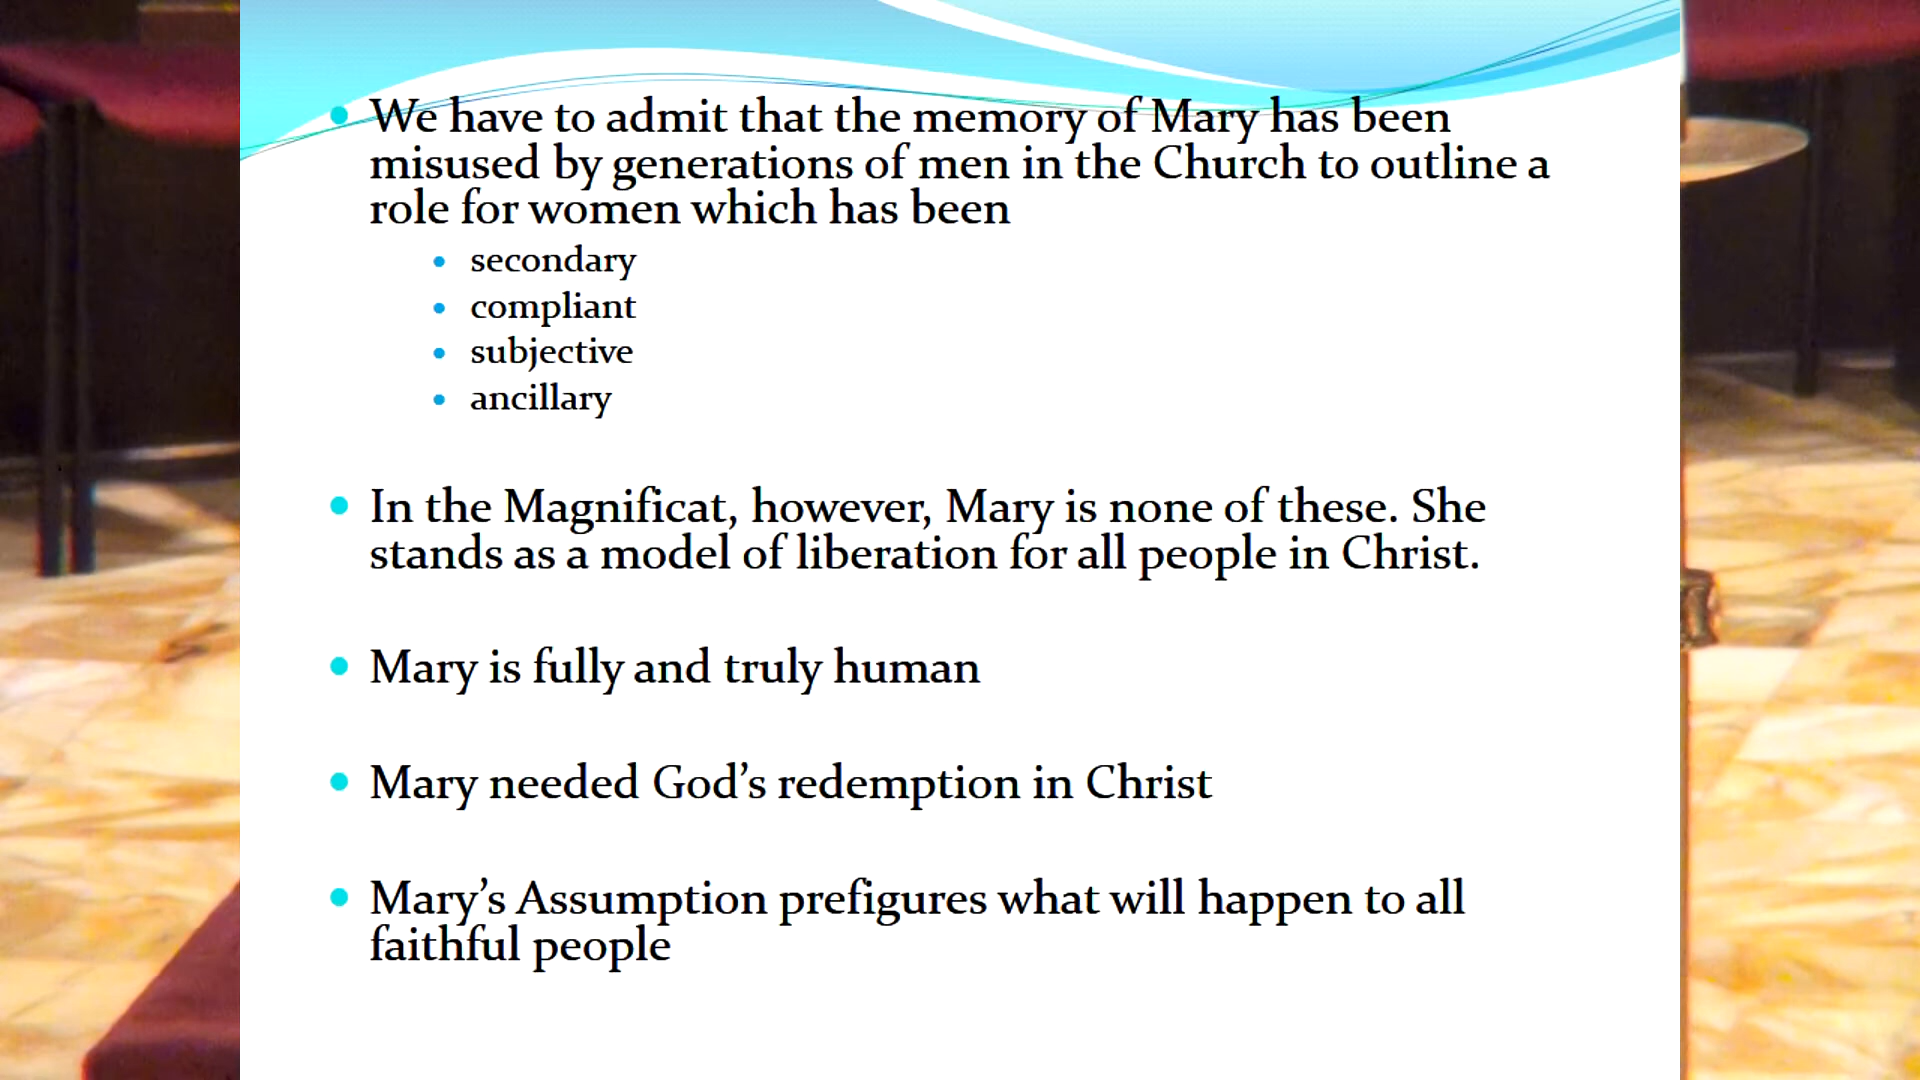 We have to admit that the memory of Mary has been
misused by generations of men in the Church to outline a
role for women which has been
secondary
compliant
subjective
ancillary
In the Magnificat, however, Mary is none of these. She
stands as a model of liberation for all people in Christ.
Mary is fully and truly human
Mary needed God’s redemption in Christ
Mary’s Assumption prefigures what will happen to all
faithful people